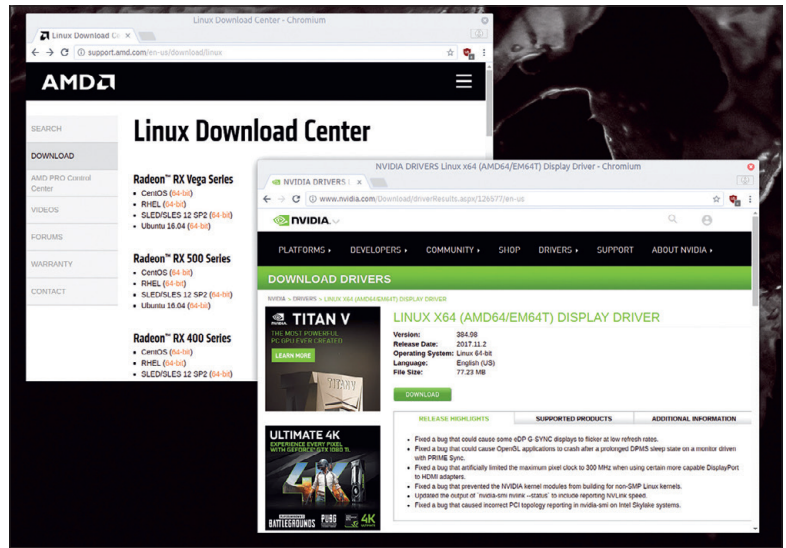 Linux Download Center - Chromium
Linux Download Ce
support.amd.com/en-us/download/linux
AMD
SEARCH
DOWNLOAD
AMD PRO Control
Center
VIDEOS
FORUMS
WARRANTY
CONTACT
Linux Download Center
Radeon™ RX Vega Series
CentOS (64-bit)
RHEL (64-bit)
SLED/SLES 12 SP2 (64-bit)
Ubuntu 16.04 (64-bit)
Radeon™ RX 500 Series
CentOS (64-bit)
RHEL (64-bit)
SLED/SLES 12 SP2 (64-bit)
Ubuntu 16.04 (64-bit)
Radeon™ RX 400 Series
CentOS (64-bit)
RHEL (64-bit)
SLED/SLES 12 SP2 (64-bit)
NVIDIA DRIVERS Linux x64 (AMD64/EM64T) Display Driver - Chromium
NVIDIA DRIVERS L
www.nvidia.com/Download/driverResults.aspx/126577/en-us
NVIDIA.
PLATFORMS DEVELOPERS COMMUNITY SHOP DRIVERS SUPPORT ABOUT NVIDIA
DOWNLOAD DRIVERS
NVIDIA > DRIVERS > LINUX X64 (AMD64/EM64T) DISPLAY DRIVER
TITAN V
THE MOST POWERFUL
PC GPU EVER CREATED
LEARN MORE
TITAN V
ULTIMATE 4K
EXPERIENCE EVERY PIXEL
WITH GEFORCE® GTX 1080 Ti.
4K
BATTLEGROUNDS PUBG 4K
LINUX X64 (AMD64/EM64T) DISPLAY DRIVER
Version: 384.98
Release Date: 2017.11.2
Operating System: Linux 64-bit
Language: English (US)
File Size: 77.23 MB
DOWNLOAD
RELEASE HIGHLIGHTS SUPPORTED PRODUCTS ADDITIONAL INFORMATION
Fixed a bug that could cause some eDP G-SYNC displays to flicker at low refresh rates.
Fixed a bug that could cause OpenGL applications to crash after a prolonged DPMS sleep state on a monitor driven
with PRIME Sync.
Fixed a bug that artificially limited the maximum pixel clock to 300 MHz when using certain more capable DisplayPort
to HDMI adapters.
Fixed a bug that prevented the NVIDIA kernel modules from building for non-SMP Linux kernels.
Updated the output of `nvidia-smi nvlink --status` to include reporting NVLink speed.
Fixed a bug that caused incorrect PCI topology reporting in nvidia-smi on Intel Skylake systems.